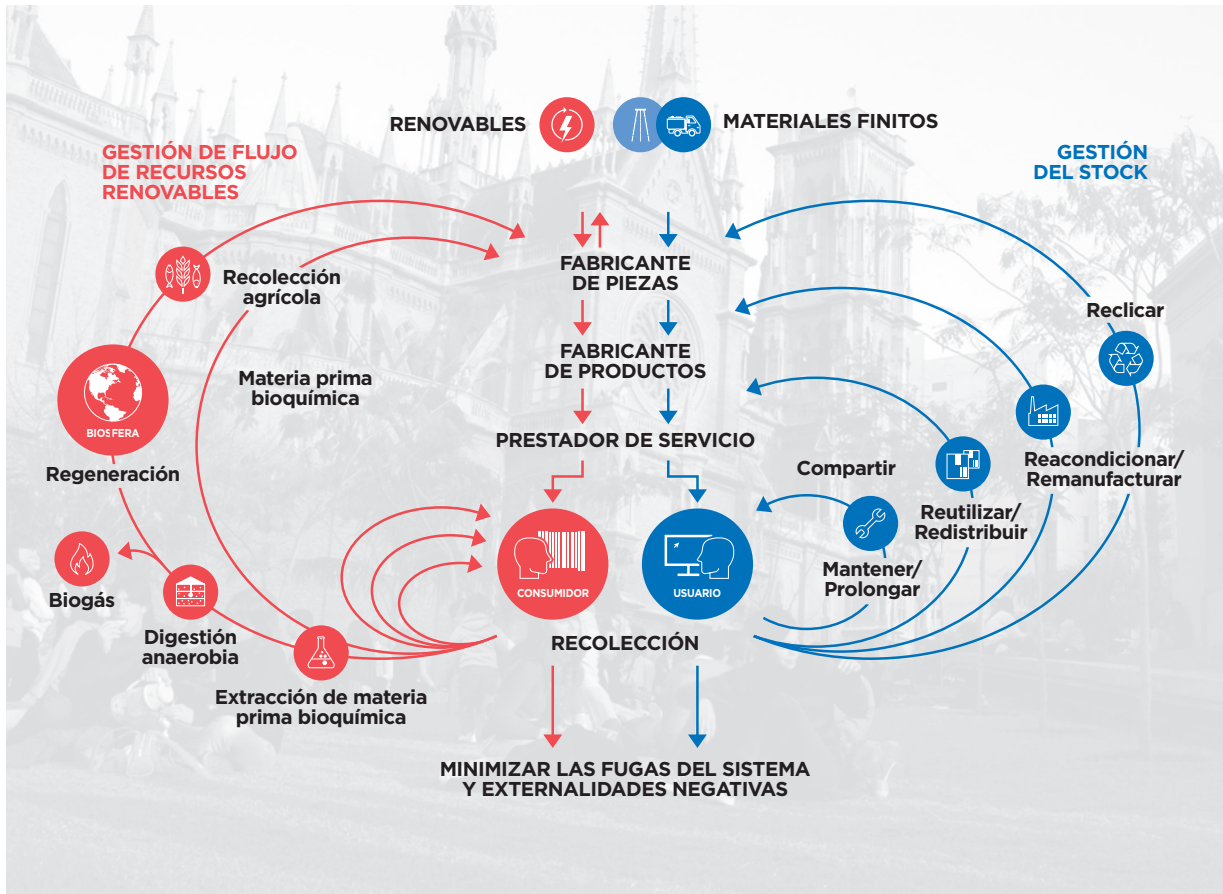 RENOVABLES
MATERIALES FINITOS
GESTIÓN DE FLUJO
DE RECURSOS
RENOVABLES
GESTIÓN
DEL STOCK
Recolección
agrícola
FABRICANTE
DE PIEZAS
Reclicar
FABRICANTE
DE PRODUCTOS
Materia prima
bioquímica
BIOSFERA
Regeneración
PRESTADOR DE SERVICIO
Compartir
Reacondicionar/
Remanufacturar
Reutilizar/
Redistribuir
Mantener/
Prolongar
CONSUMIDOR
USUARIO
Biogás
Digestión
anaerobia
RECOLECCIÓN
Extracción de materia
prima bioquímica
MINIMIZAR LAS FUGAS DEL SISTEMA
Y EXTERNALIDADES NEGATIVAS